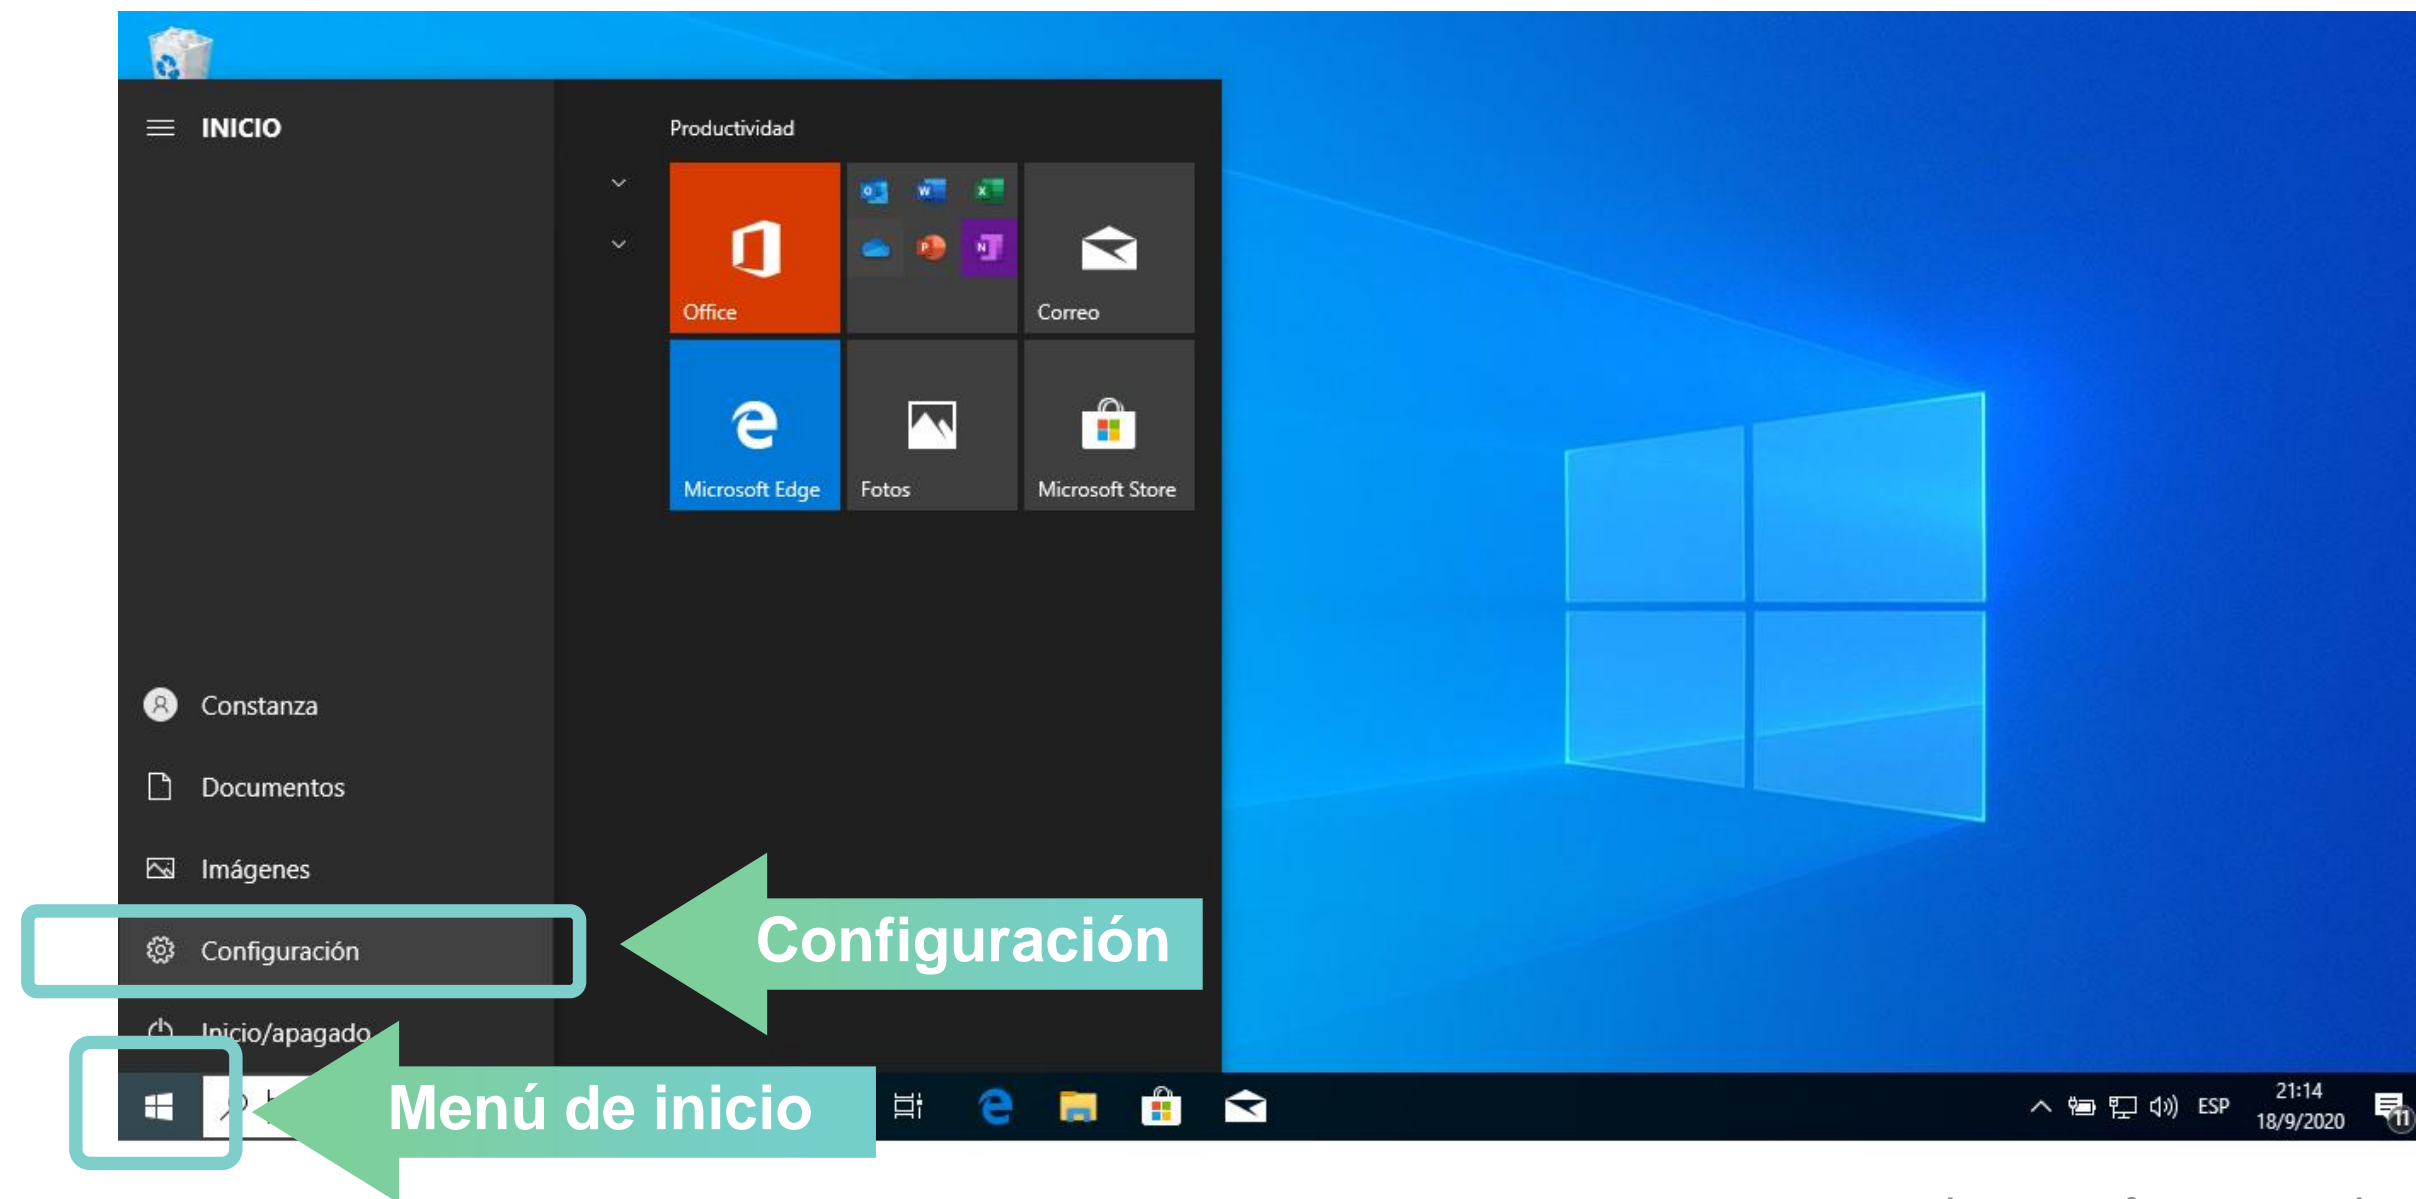 INICIO
Productividad
Office
Correo
Microsoft Edge
Fotos
Microsoft Store
Constanza
Documentos
Imágenes
Configuración
Configuración
Inicio/apagado
Menú de inicio
ESP
21:14
18/9/2020
11